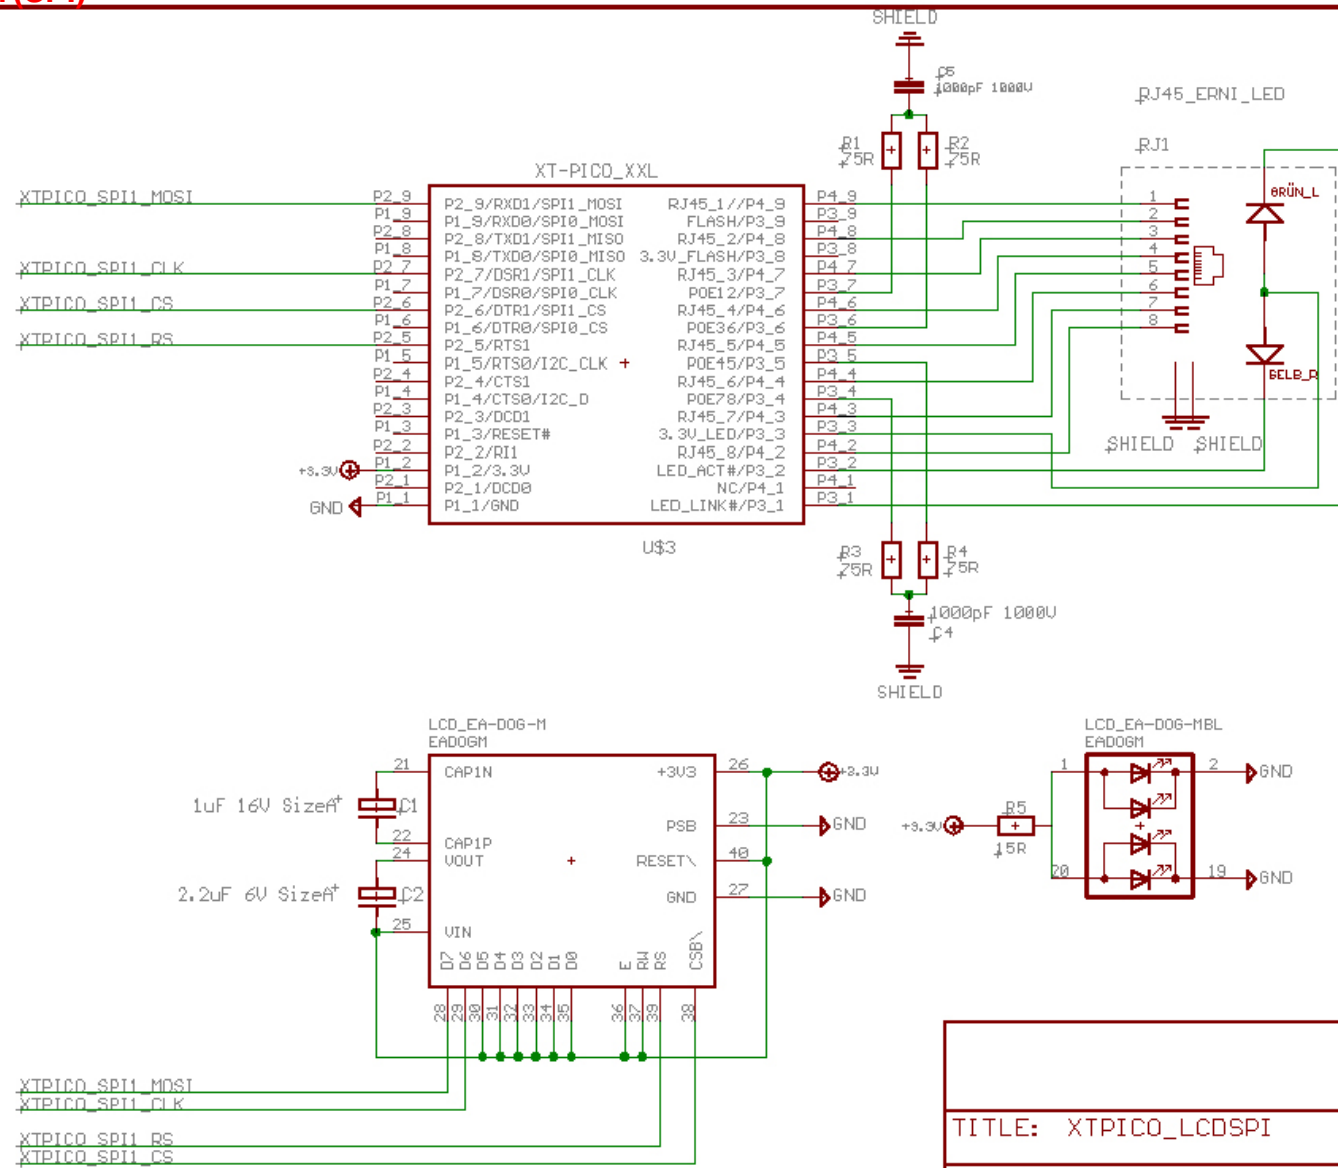 SHIELD
C5
1000pF 1000V
RJ45_ERNI_LED
R1
75R
R2
75R
RJ1
XT-PICO_XXL
XTPICO_SPI1_MOSI
XTPICO_SPI1_CLK
XTPICO_SPI1_CS
XTPICO_SPI1_RS
P2_9 P2_9/RXD1/SPI1_MOSI RJ45_1//P4_9 P4_9
P1_9 P1_9/RXD0/SPI0_MOSI FLASH/P3_9 P3_9
P2_8 P2_8/TXD1/SPI1_MISO RJ45_2/P4_8 P4_8
P1_8 P1_8/TXD0/SPI0_MISO 3.3V_FLASH/P3_8 P3_8
P2_7 P2_7/DSR1/SPI1_CLK RJ45_3/P4_7 P4_7
P1_7 P1_7/DSR0/SPI0_CLK POE12/P3_7 P3_7
P2_6 P2_6/DTR1/SPI1_CS RJ45_4/P4_6 P4_6
P1_6 P1_6/DTR0/SPI0_CS POE36/P3_6 P3_6
P2_5 P2_5/RTS1 RJ45_5/P4_5 P4_5
P1_5 P1_5/RTS0/I2C_CLK POE45/P3_5 P3_5
P2_4 P2_4/CTS1 RJ45_6/P4_4 P4_4
P1_4 P1_4/CTS0/I2C_D POE78/P3_4 P3_4
P2_3 P2_3/DCD1 RJ45_7/P4_3 P4_3
P1_3 P1_3/RESET# 3.3V_LED/P3_3 P3_3
P2_2 P2_2/RI1 RJ45_8/P4_2 P4_2
+3.3V P1_2 P1_2/3.3V LED_ACT#/P3_2 P3_2
P2_1 P2_1/DCD0 NC/P4_1 P4_1
GND P1_1 P1_1/GND LED_LINK#/P3_1 P3_1
U$3
1
2
3
4
5
6
7
8
GRÜN_L
GELB_R
SHIELD SHIELD
R3
75R
R4
75R
1000pF 1000V
C4
SHIELD
LCD_EA-DOG-M
EADOGM
21 CAP1N +3V3 26 +3.3V
1uF 16V SizeA C1
PSB 23 GND
22 CAP1P
24 VOUT RESET\ 40
2.2uF 6V SizeA C2
GND 27 GND
25 VIN
D7 D6 D5 D4 D3 D2 D1 D0 E RW RS CSB\
28 29 30 31 32 33 34 35 36 37 39 38
XTPICO_SPI1_MOSI
XTPICO_SPI1_CLK
XTPICO_SPI1_RS
XTPICO_SPI1_CS
LCD_EA-DOG-MBL
EADOGM
1 2 GND
R5
+3.3V
15R
20 19 GND
TITLE: XTPICO_LCDSPI